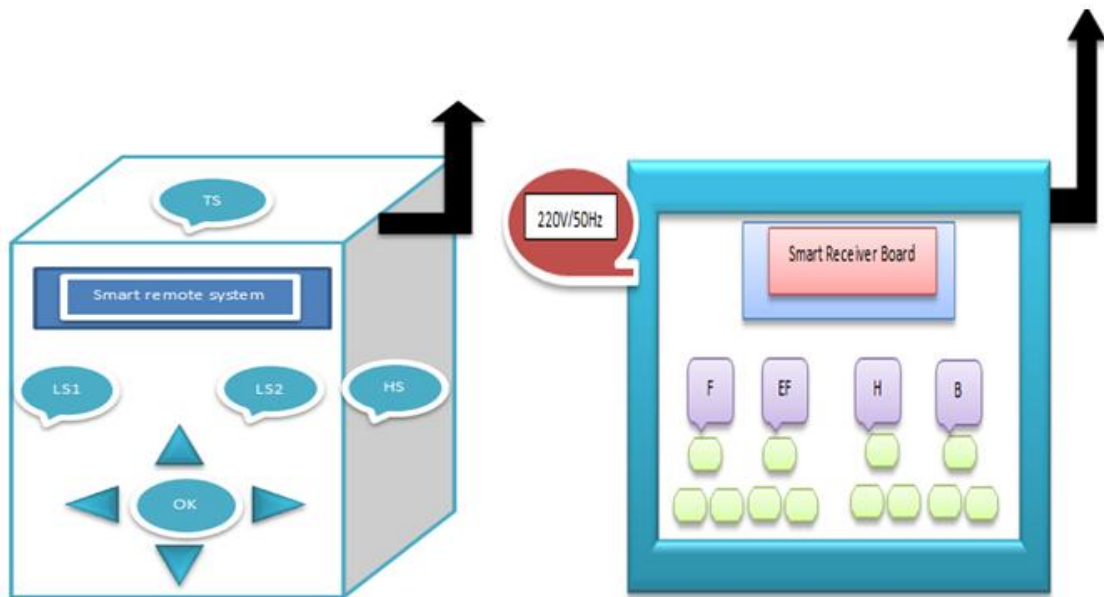 TS
Smart remote system
LS1
LS2
HS
OK
220V/50Hz
Smart Receiver Board
F
EF
H
B